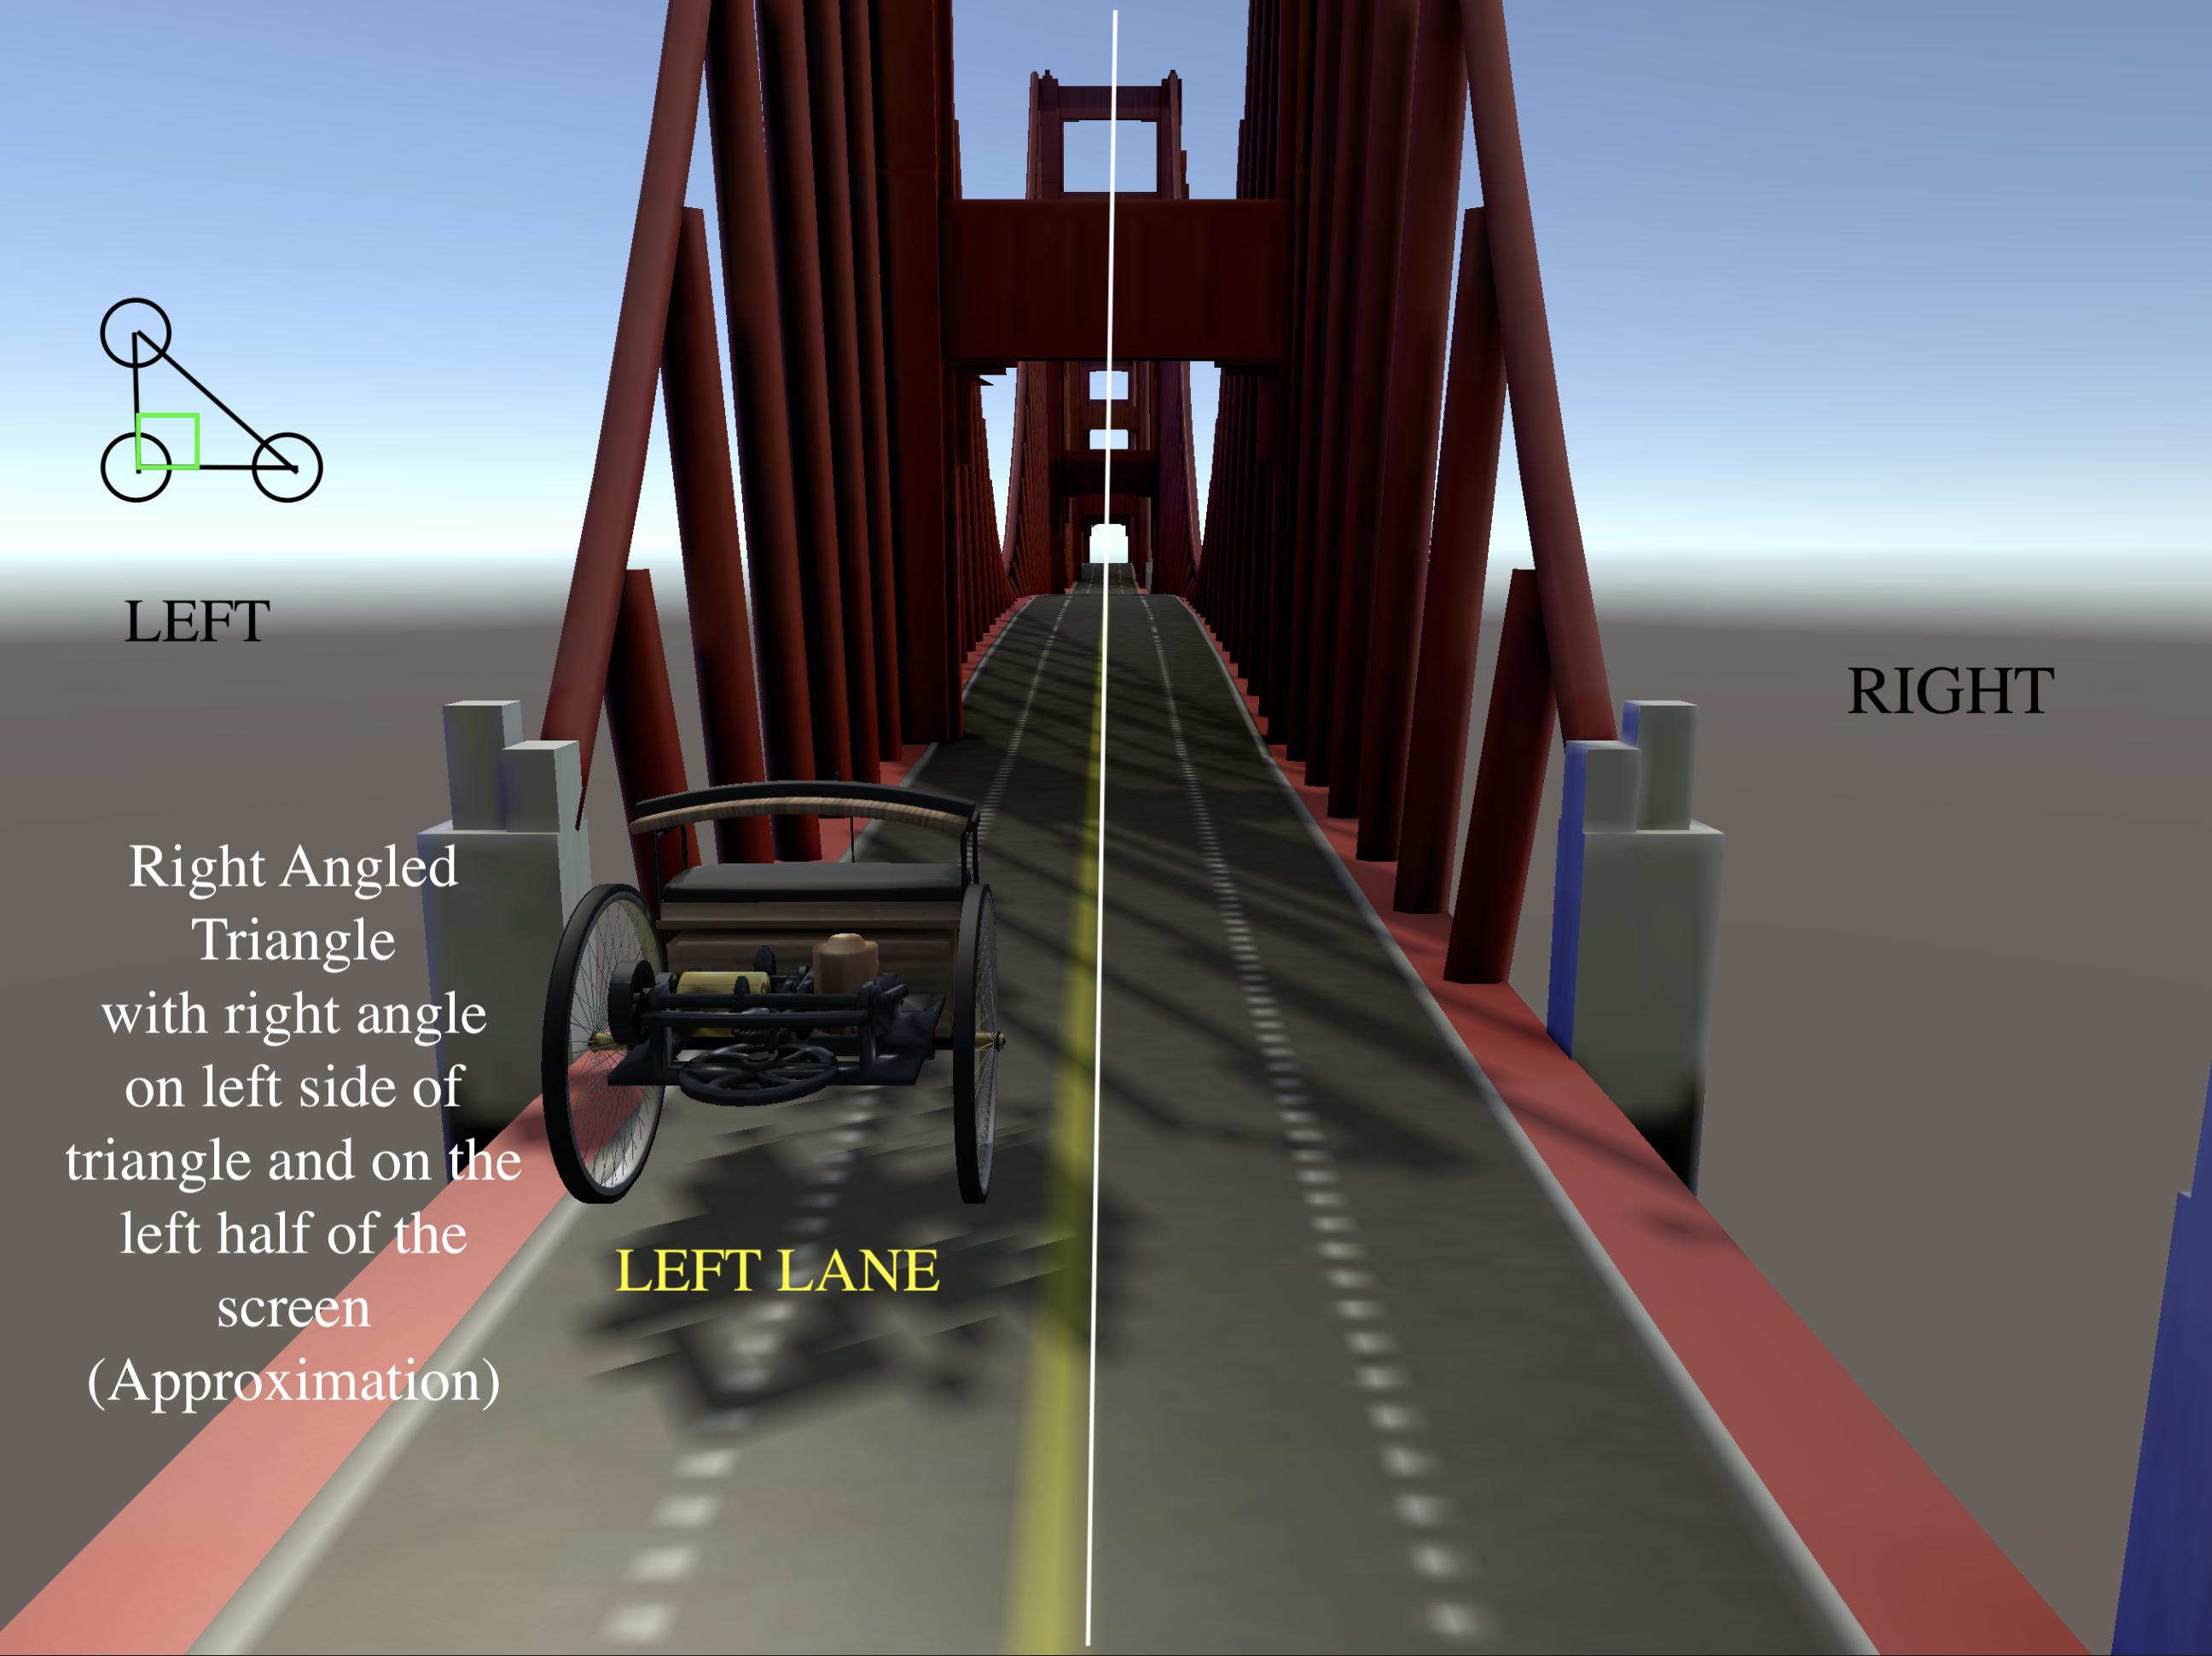 LEFT
RIGHT
Right Angled
Triangle
with right angle
on left side of
triangle and on the
left half of the
screen
(Approximation)
LEFT LANE